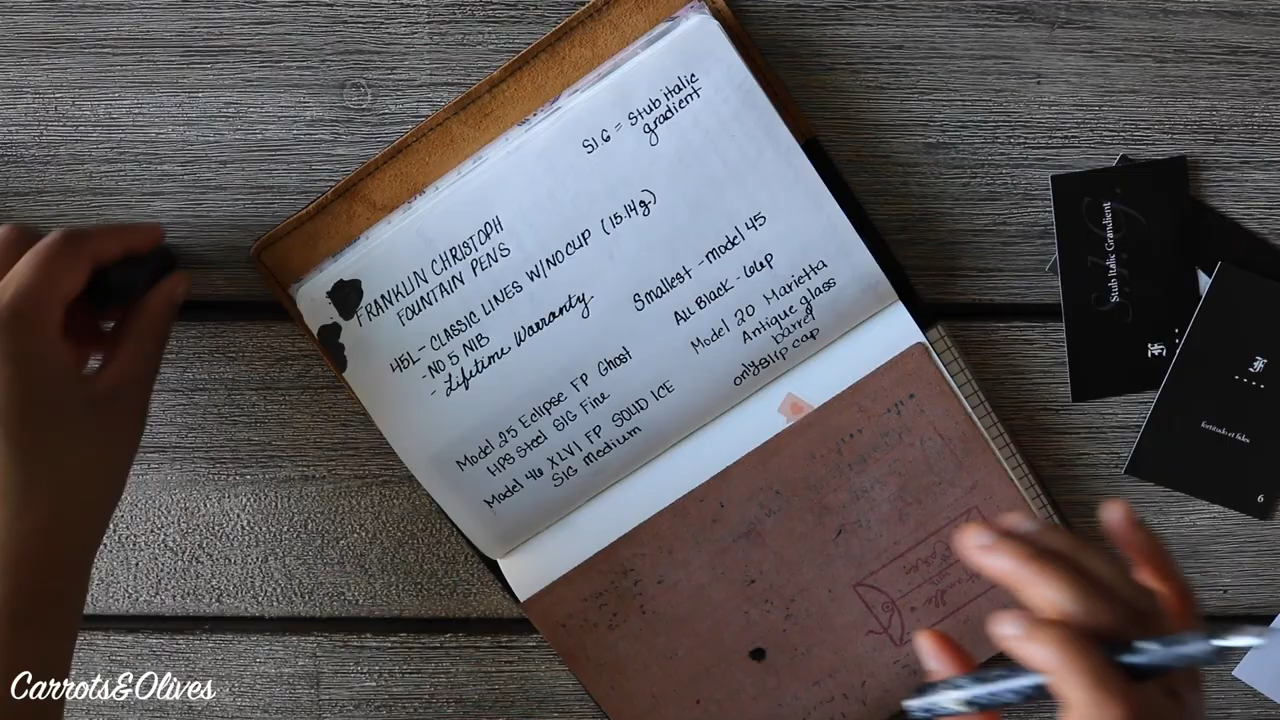 S.I.G = Stub italic
gradient
FRANKLIN CHRISTOPH
FOUNTAIN PENS
45L - CLASSIC LINES W/NO CLIP (15.14g)
- NO 5 NIB
- Lifetime Warranty
Smallest - model 45
All Black - 66p
Model 20 Marietta
Antique glass
barrel
only slip cap
Model 25 Eclipse FP Ghost
HPS Steel SIG Fine
Model 46 XLVI FP SOLID ICE
SIG Medium
S.I.G
Stub Italic Grandient
F
F
fortitudo et fides
6
Carrots&Olives